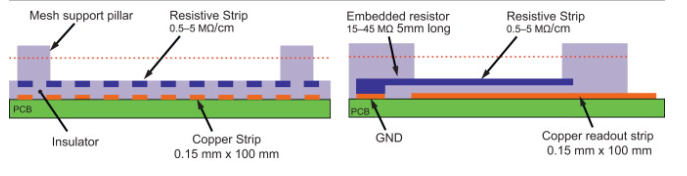 Mesh support pillar
Resistive Strip
0.5–5 MΩ/cm
PCB
Insulator
Copper Strip
0.15 mm x 100 mm
Embedded resistor
15–45 MΩ 5mm long
Resistive Strip
0.5–5 MΩ/cm
PCB
GND
Copper readout strip
0.15 mm x 100 mm